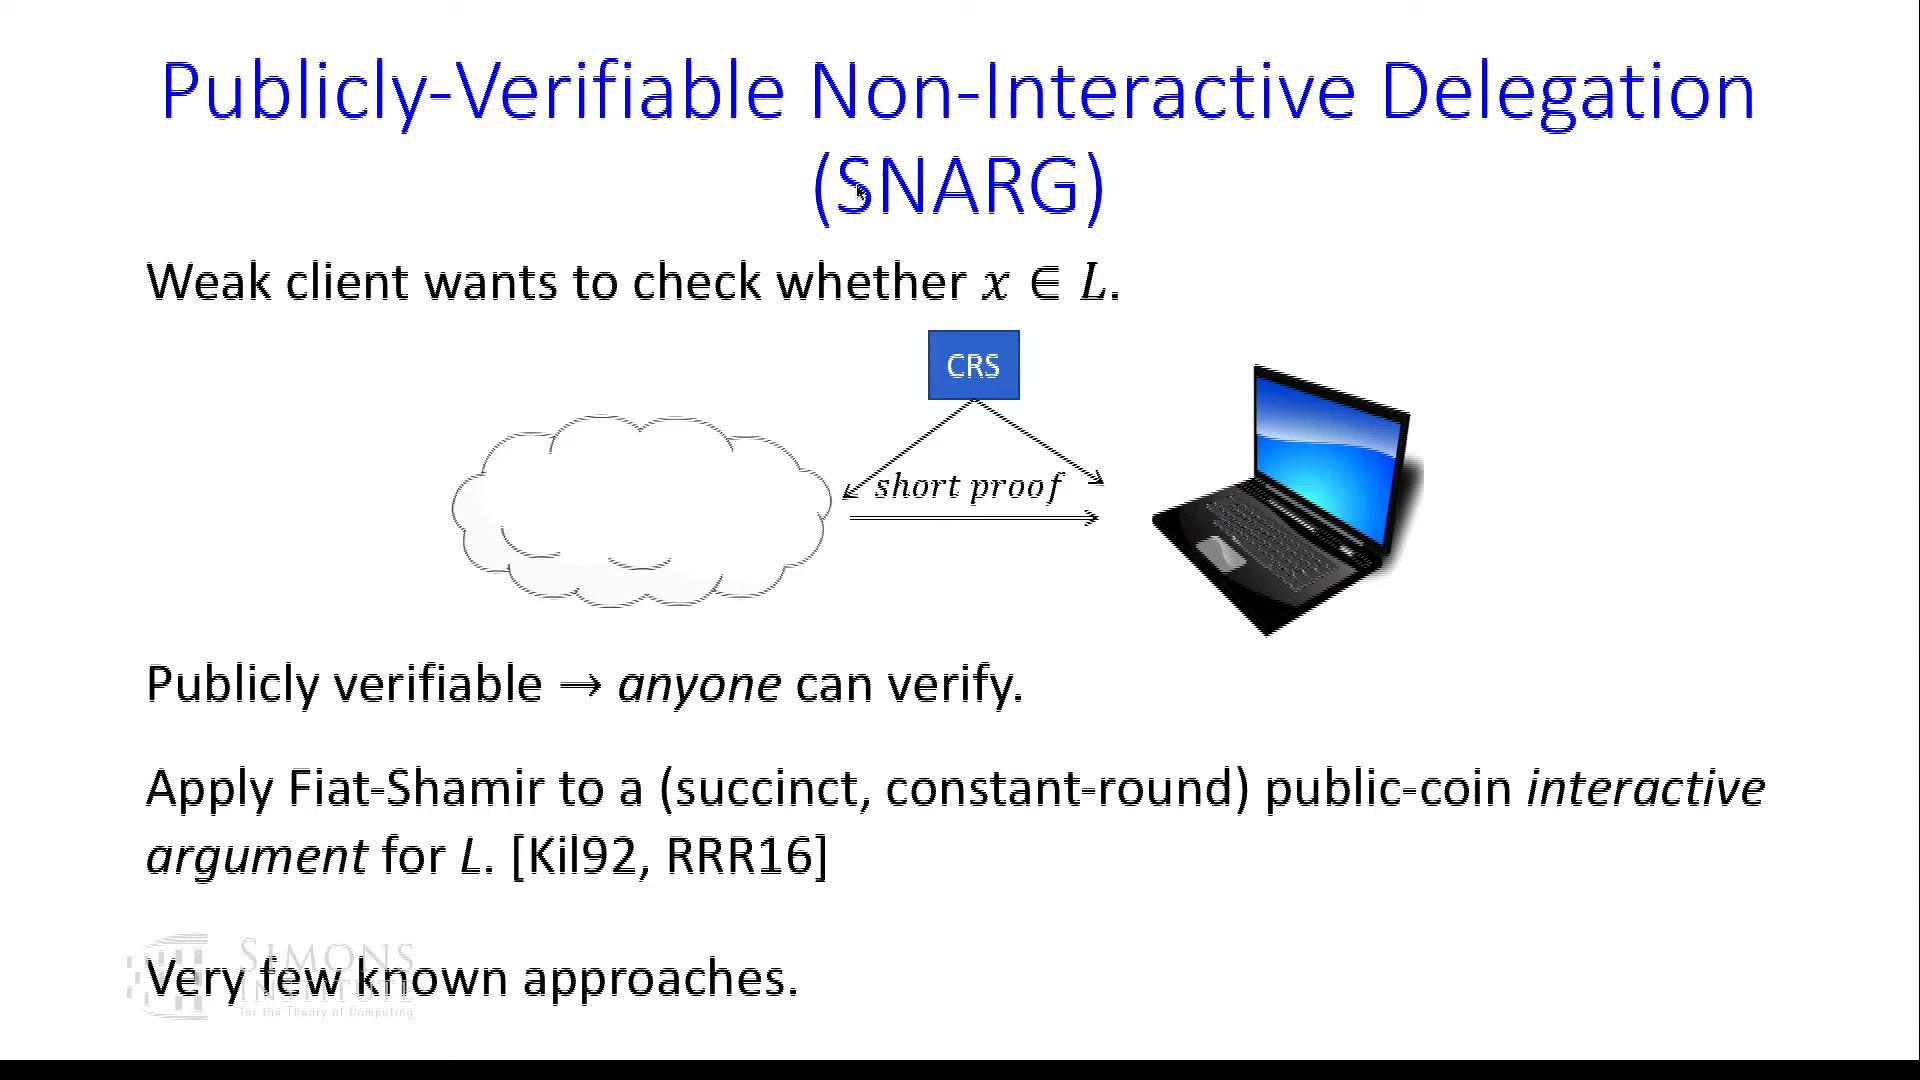 Publicly-Verifiable Non-Interactive Delegation
(SNARG)
Weak client wants to check whether x ∈ L.
CRS
short proof
Publicly verifiable → anyone can verify.
Apply Fiat-Shamir to a (succinct, constant-round) public-coin interactive
argument for L. [Kil92, RRR16]
Very few known approaches.
SIMONS
INSTITUTE
for the Theory of Computing